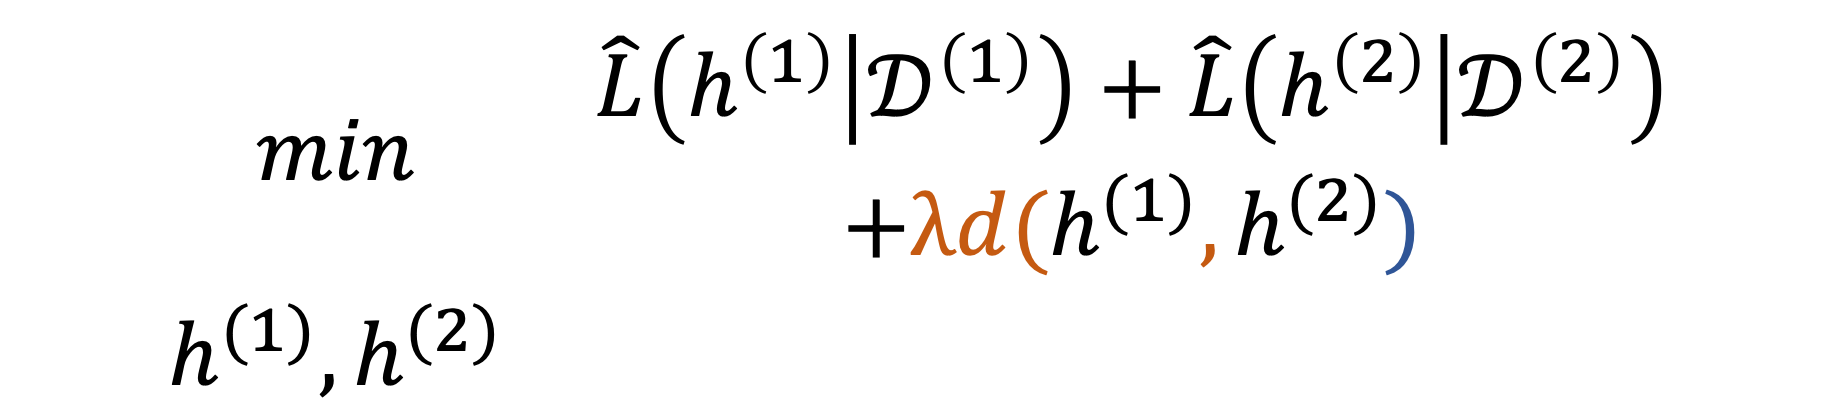 L̂(h⁽¹⁾|𝒟⁽¹⁾) + L̂(h⁽²⁾|𝒟⁽²⁾)
min
+λd(h⁽¹⁾, h⁽²⁾)
h⁽¹⁾, h⁽²⁾